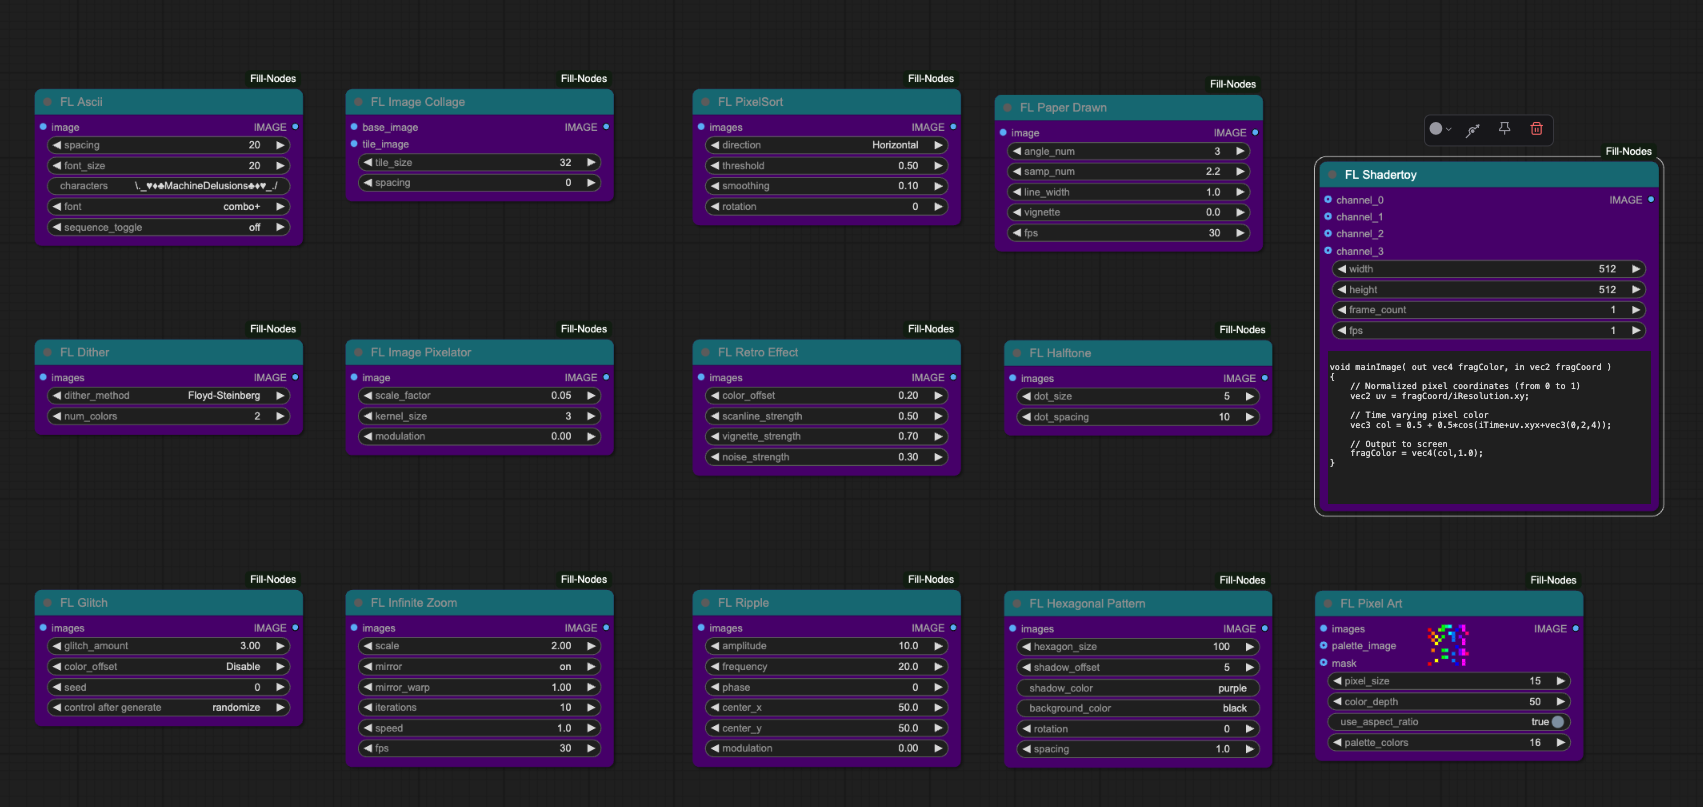 Fill-Nodes
FL Ascii
image IMAGE
spacing 20
font_size 20
characters \._♥♦♣MachineDelusions♣♦♥_./
font combo+
sequence_toggle off
Fill-Nodes
FL Image Collage
base_image IMAGE
tile_image
tile_size 32
spacing 0
Fill-Nodes
FL PixelSort
images IMAGE
direction Horizontal
threshold 0.50
smoothing 0.10
rotation 0
Fill-Nodes
FL Paper Drawn
image IMAGE
angle_num 3
samp_num 2.2
line_width 1.0
vignette 0.0
fps 30
Fill-Nodes
FL Shadertoy
channel_0 IMAGE
channel_1
channel_2
channel_3
width 512
height 512
frame_count 1
fps 1
void mainImage( out vec4 fragColor, in vec2 fragCoord )
{
// Normalized pixel coordinates (from 0 to 1)
vec2 uv = fragCoord/iResolution.xy;
// Time varying pixel color
vec3 col = 0.5 + 0.5*cos(iTime+uv.xyx+vec3(0,2,4));
// Output to screen
fragColor = vec4(col,1.0);
}
Fill-Nodes
FL Dither
images IMAGE
dither_method Floyd-Steinberg
num_colors 2
Fill-Nodes
FL Image Pixelator
image IMAGE
scale_factor 0.05
kernel_size 3
modulation 0.00
Fill-Nodes
FL Retro Effect
images IMAGE
color_offset 0.20
scanline_strength 0.50
vignette_strength 0.70
noise_strength 0.30
Fill-Nodes
FL Halftone
images IMAGE
dot_size 5
dot_spacing 10
Fill-Nodes
FL Glitch
images IMAGE
glitch_amount 3.00
color_offset Disable
seed 0
control after generate randomize
Fill-Nodes
FL Infinite Zoom
images IMAGE
scale 2.00
mirror on
mirror_warp 1.00
iterations 10
speed 1.0
fps 30
Fill-Nodes
FL Ripple
images IMAGE
amplitude 10.0
frequency 20.0
phase 0
center_x 50.0
center_y 50.0
modulation 0.00
Fill-Nodes
FL Hexagonal Pattern
images IMAGE
hexagon_size 100
shadow_offset 5
shadow_color purple
background_color black
rotation 0
spacing 1.0
Fill-Nodes
FL Pixel Art
images IMAGE
palette_image
mask
pixel_size 15
color_depth 50
use_aspect_ratio true
palette_colors 16